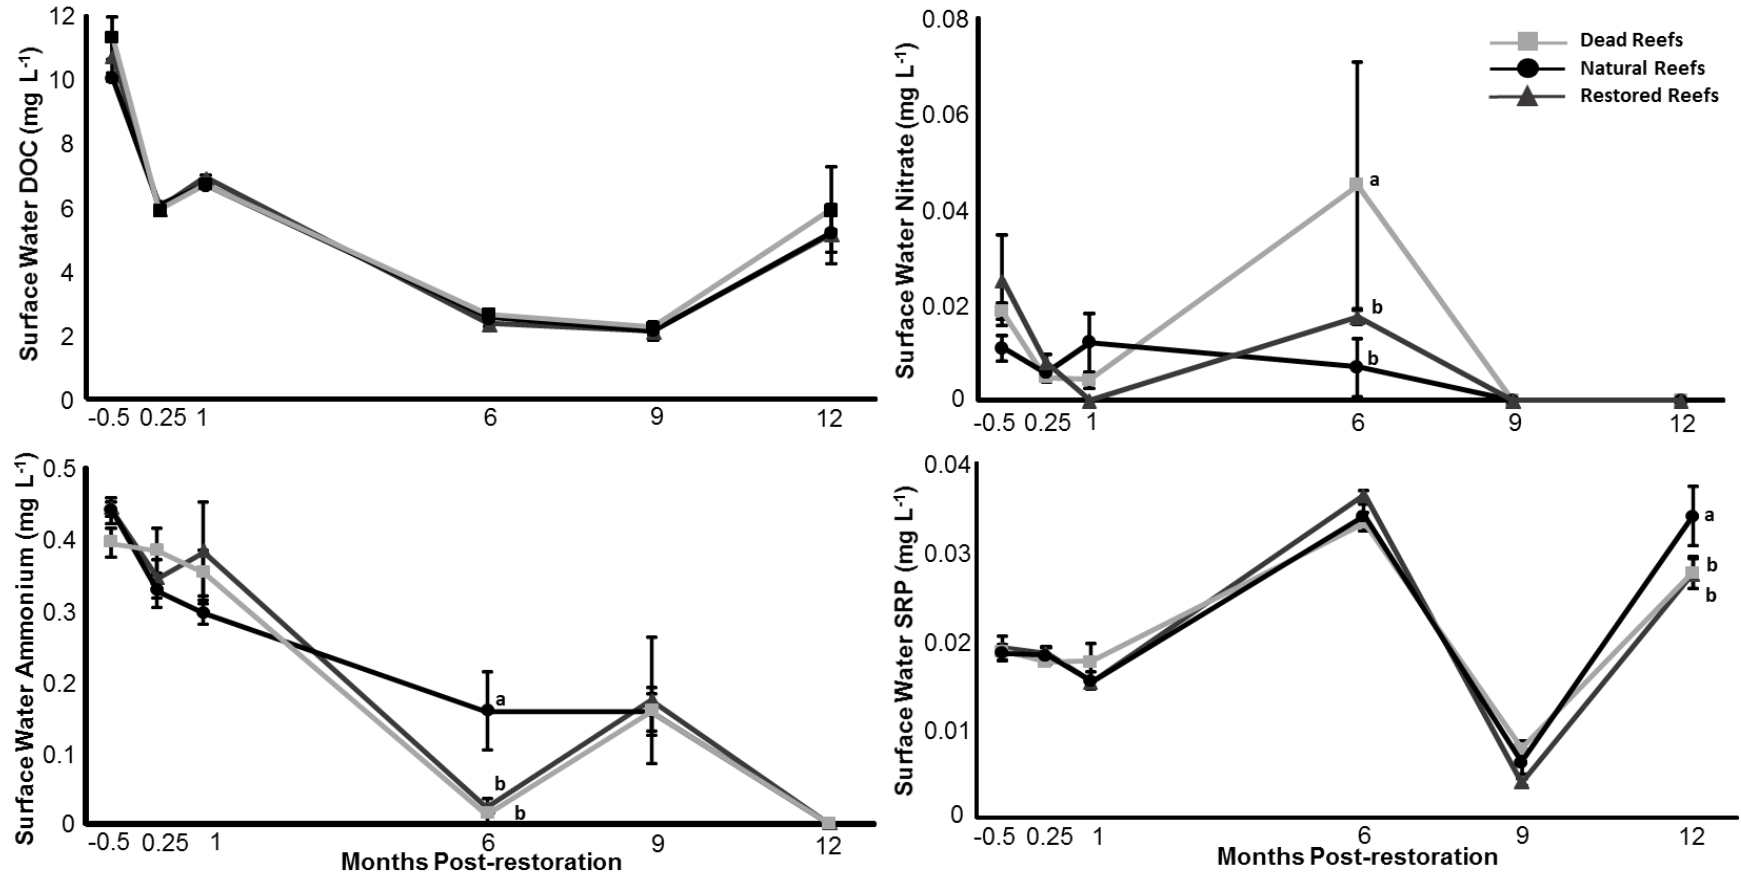 Surface Water DOC (mg L-1)
12
10
8
6
4
2
0
-0.5 0.25 1 6 9 12
Surface Water Nitrate (mg L-1)
0.08
0.06
0.04
0.02
0
a
b
b
-0.5 0.25 1 6 9 12
Dead Reefs
Natural Reefs
Restored Reefs
Surface Water Ammonium (mg L-1)
0.5
0.4
0.3
0.2
0.1
0
a
b
b
-0.5 0.25 1 6 9 12
Months Post-restoration
Surface Water SRP (mg L-1)
0.04
0.03
0.02
0.01
0
a
b
b
-0.5 0.25 1 6 9 12
Months Post-restoration